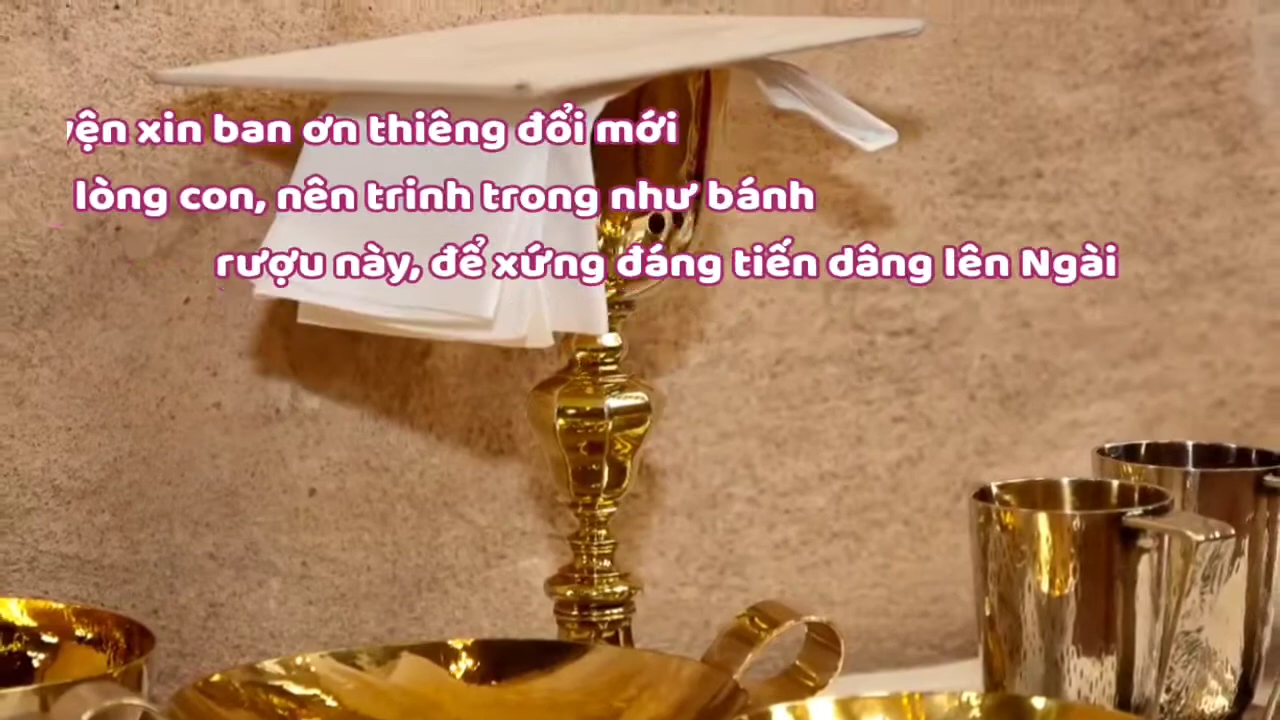 xin ban ơn thiêng đổi mới
lòng con, nên trinh trong như bánh
rượu này, để xứng đáng tiến dâng lên Ngài